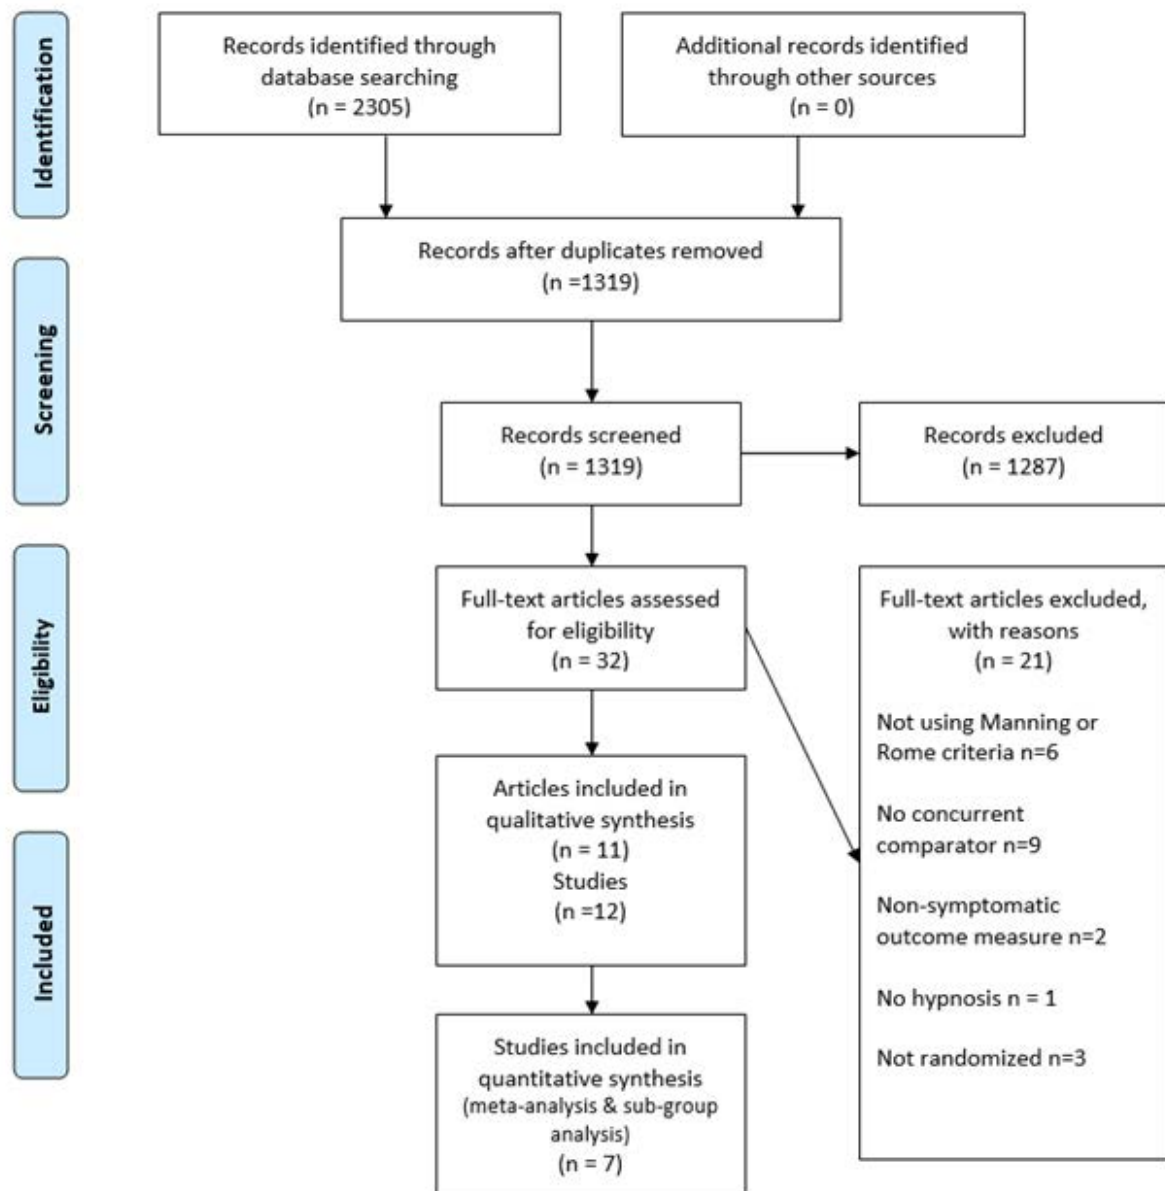 Identification
Records identified through
database searching
(n = 2305)
Additional records identified
through other sources
(n = 0)
Records after duplicates removed
(n =1319)
Screening
Records screened
(n = 1319)
Records excluded
(n = 1287)
Eligibility
Full-text articles assessed
for eligibility
(n = 32)
Full-text articles excluded,
with reasons
(n = 21)
Not using Manning or
Rome criteria n=6
No concurrent
comparator n=9
Non-symptomatic
outcome measure n=2
No hypnosis n = 1
Not randomized n=3
Articles included in
qualitative synthesis
(n = 11)
Studies
(n =12)
Included
Studies included in
quantitative synthesis
(meta-analysis & sub-group
analysis)
(n = 7)